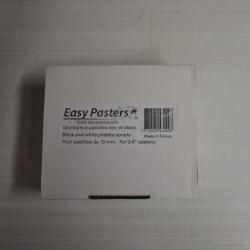 Easy Pasters
www.easypasters.com
Dévidoirs à pastilles noir et blanc.
Black and white pasters spools.
Made in France
Pour pastilles de 19 mm - For 3/4" pasters.